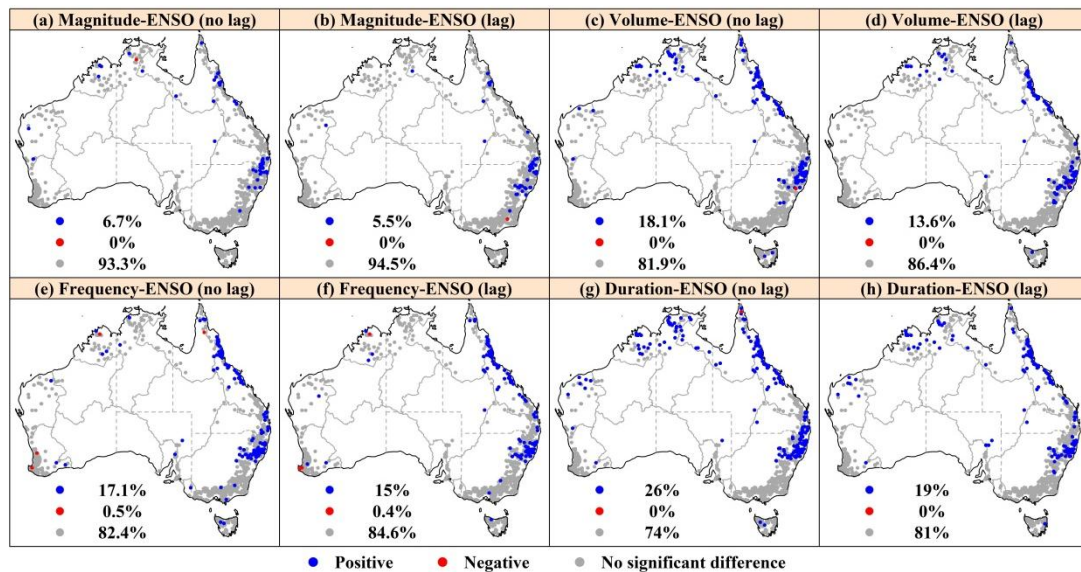 (a) Magnitude-ENSO (no lag)
6.7%
0%
93.3%
(b) Magnitude-ENSO (lag)
5.5%
0%
94.5%
(c) Volume-ENSO (no lag)
18.1%
0%
81.9%
(d) Volume-ENSO (lag)
13.6%
0%
86.4%
(e) Frequency-ENSO (no lag)
17.1%
0.5%
82.4%
(f) Frequency-ENSO (lag)
15%
0.4%
84.6%
(g) Duration-ENSO (no lag)
26%
0%
74%
(h) Duration-ENSO (lag)
19%
0%
81%
Positive Negative No significant difference